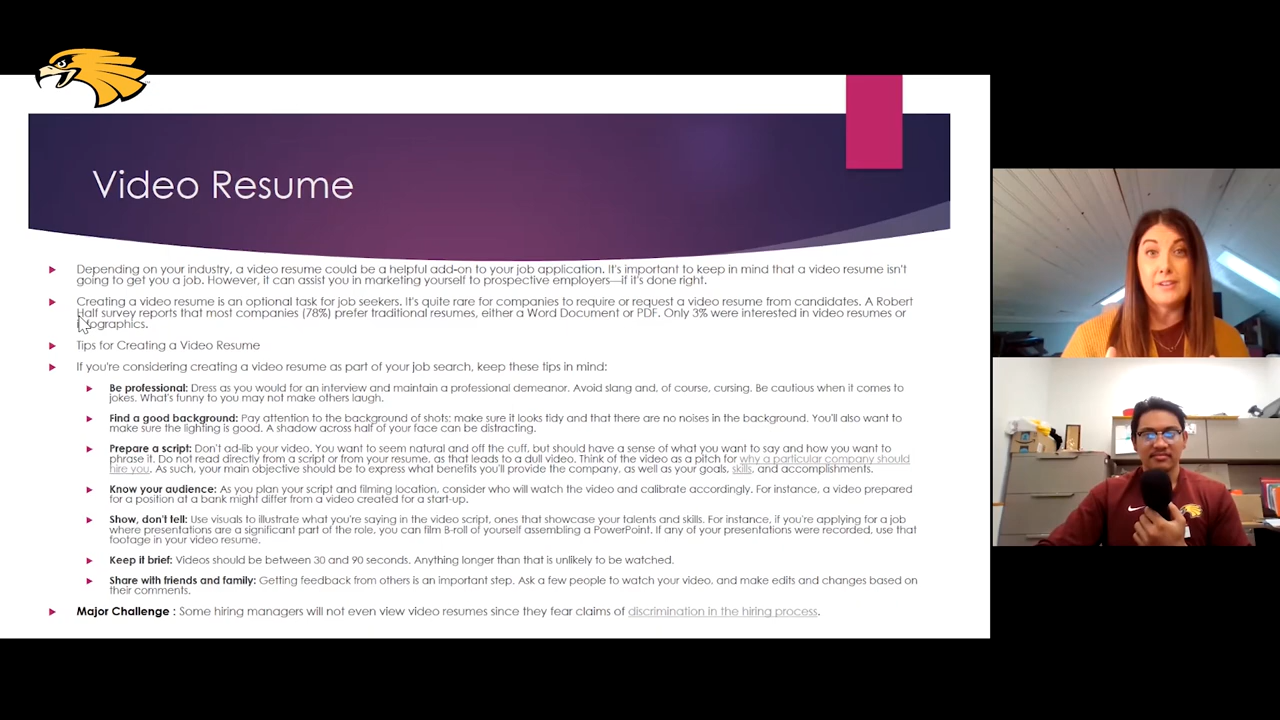 Video Resume
Depending on your industry, a video resume could be a helpful add-on to your job application. It's important to keep in mind that a video resume isn't
going to get you a job. However, it can assist you in marketing yourself to prospective employers—if it's done right.
Creating a video resume is an optional task for job seekers. It's quite rare for companies to require or request a video resume from candidates. A Robert
Half survey reports that most companies (78%) prefer traditional resumes, either a Word Document or PDF. Only 3% were interested in video resumes or
infographics.
Tips for Creating a Video Resume
If you're considering creating a video resume as part of your job search, keep these tips in mind:
Be professional: Dress as you would for an interview and maintain a professional demeanor. Avoid slang and, of course, cursing. Be cautious when it comes to
jokes. What's funny to you may not make others laugh.
Find a good background: Pay attention to the background of shots; make sure it looks tidy and that there are no noises in the background. You'll also want to
make sure the lighting is good. A shadow across half of your face can be distracting.
Prepare a script: Don't ad-lib your video. You want to seem natural and off the cuff, but should have a sense of what you want to say and how you want to
phrase it. Do not read directly from a script or from your resume, as that leads to a dull video. Think of the video as a pitch for why a particular company should
hire you. As such, your main objective should be to express what benefits you'll provide the company, as well as your goals, skills, and accomplishments.
Know your audience: As you plan your script and filming location, consider who will watch the video and calibrate accordingly. For instance, a video prepared
for a position at a bank might differ from a video created for a start-up.
Show, don't tell: Use visuals to illustrate what you're saying in the video script, ones that showcase your talents and skills. For instance, if you're applying for a job
where presentations are a significant part of the role, you can film B-roll of yourself assembling a PowerPoint. If any of your presentations were recorded, use that
footage in your video resume.
Keep it brief: Videos should be between 30 and 90 seconds. Anything longer than that is unlikely to be watched.
Share with friends and family: Getting feedback from others is an important step. Ask a few people to watch your video, and make edits and changes based on
their comments.
Major Challenge : Some hiring managers will not even view video resumes since they fear claims of discrimination in the hiring process.